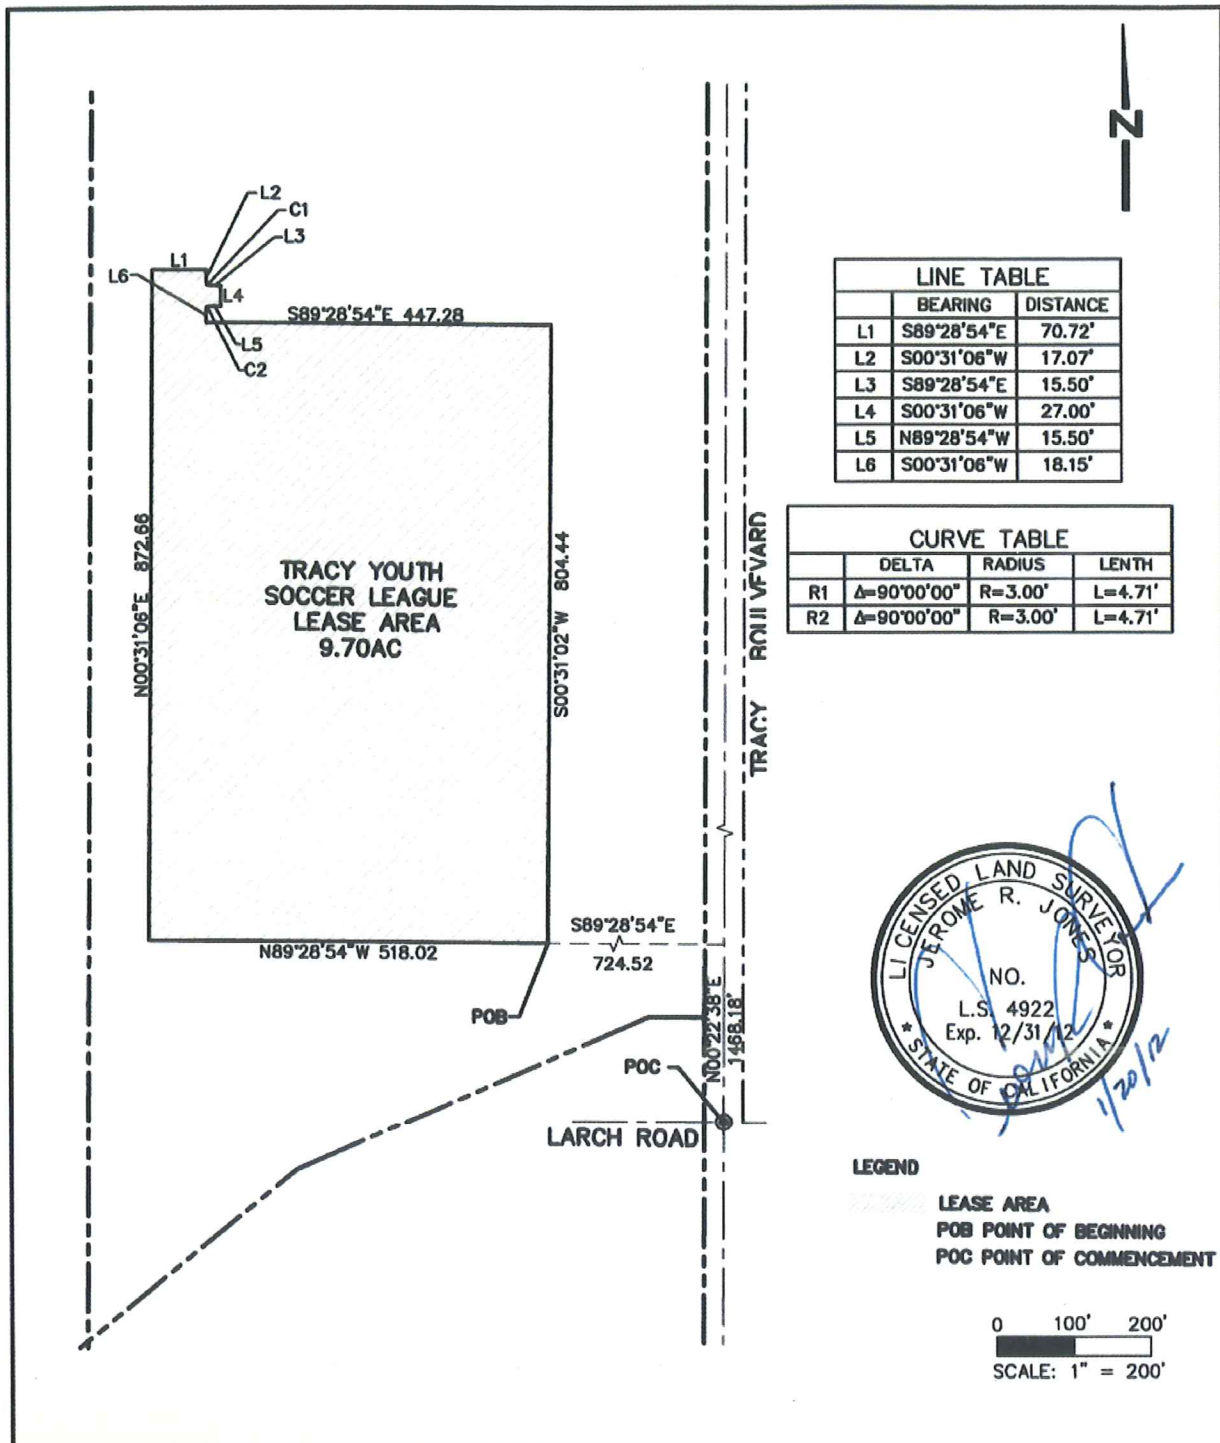 N
L2
C1
L3
L1
L6
L4
S89°28'54"E 447.28
L5
C2
N00°31'06"E 872.66
TRACY YOUTH
SOCCER LEAGUE
LEASE AREA
9.70AC
S00°31'02"W 804.44
N89°28'54"W 518.02
S89°28'54"E
724.52
POB
POC
N00°22'38"E
1468.18'
LARCH ROAD
TRACY BOULEVARD
LINE TABLE
BEARING DISTANCE
L1 S89°28'54"E 70.72'
L2 S00°31'06"W 17.07'
L3 S89°28'54"E 15.50'
L4 S00°31'06"W 27.00'
L5 N89°28'54"W 15.50'
L6 S00°31'06"W 18.15'
CURVE TABLE
DELTA RADIUS LENTH
R1 Δ=90°00'00" R=3.00' L=4.71'
R2 Δ=90°00'00" R=3.00' L=4.71'
LICENSED LAND SURVEYOR
JEROME R. JONES
NO.
L.S. 4922
Exp. 12/31/12
* STATE OF CALIFORNIA *
1/20/12
LEGEND
LEASE AREA
POB POINT OF BEGINNING
POC POINT OF COMMENCEMENT
0 100' 200'
SCALE: 1" = 200'